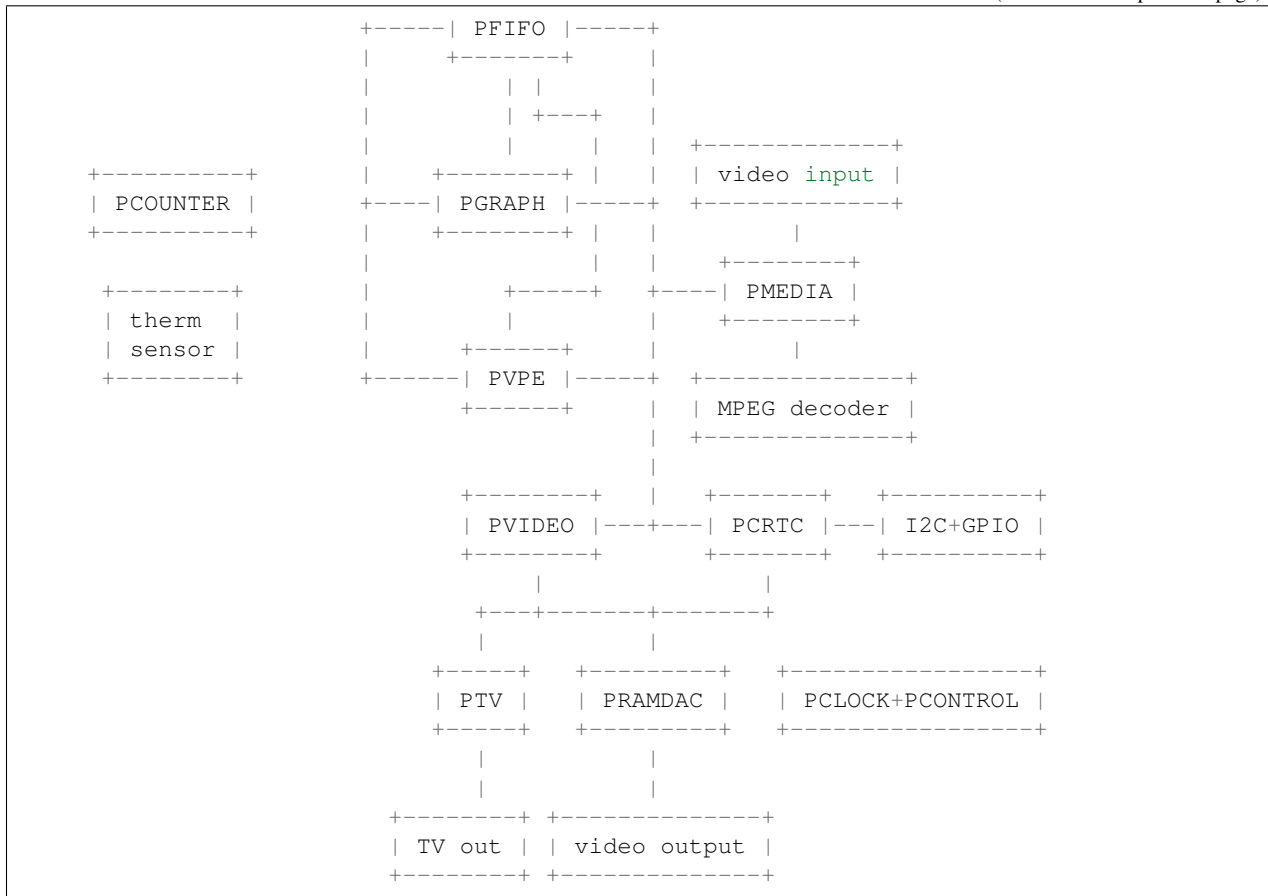 PFIFO
video input
PCOUNTER
PGRAPH
PMEDIA
therm
sensor
PVPE
MPEG decoder
PVIDEO
PCRTC
I2C+GPIO
PTV
PRAMDAC
PCLOCK+PCONTROL
TV out
video output